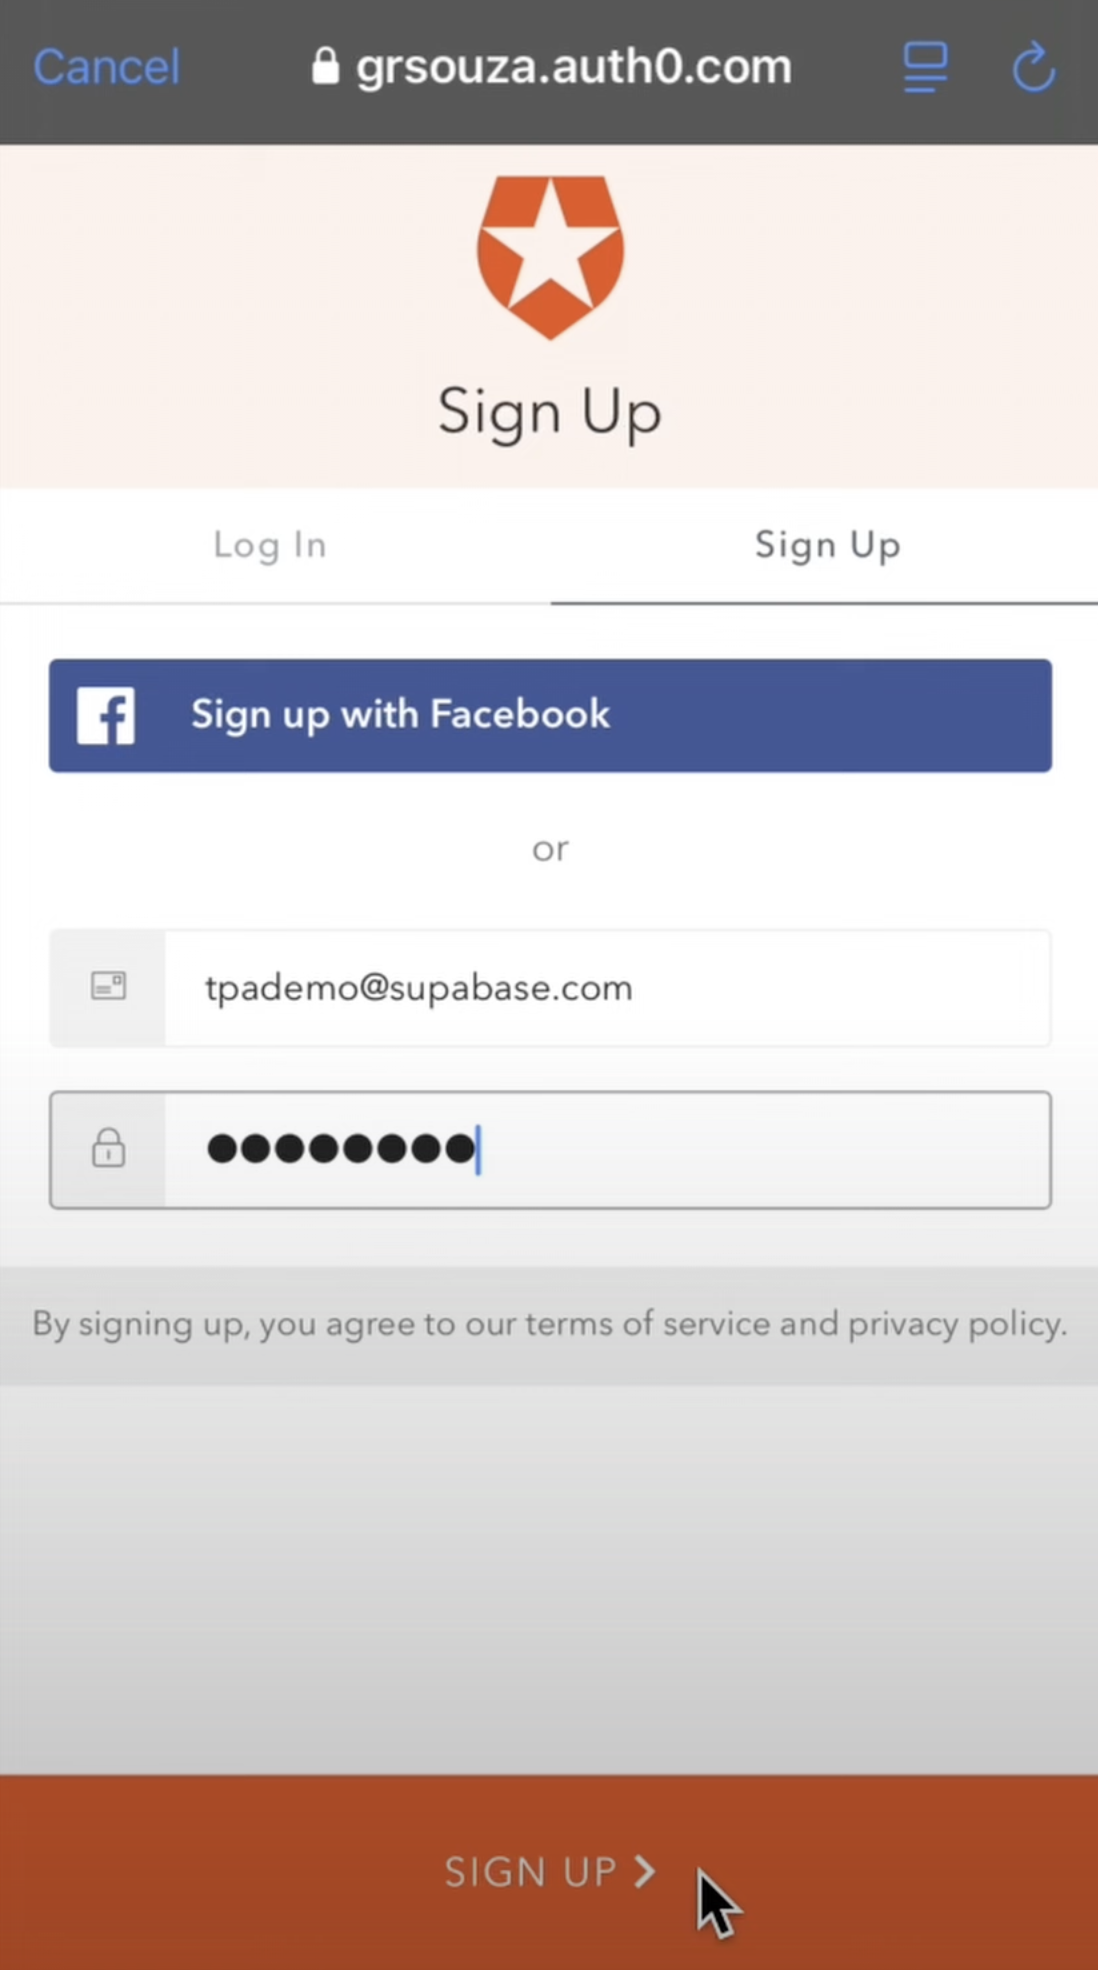 Cancel grsouza.auth0.com
Sign Up
Log In Sign Up
Sign up with Facebook
or
tpademo@supabase.com
●●●●●●●●
By signing up, you agree to our terms of service and privacy policy.
SIGN UP